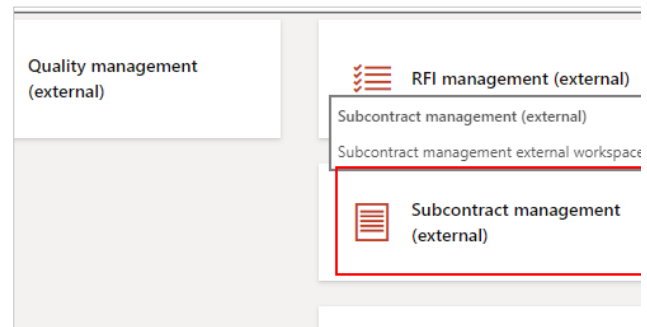 Quality management
(external)
RFI management (external)
Subcontract management (external)
Subcontract management external workspace
Subcontract management
(external)